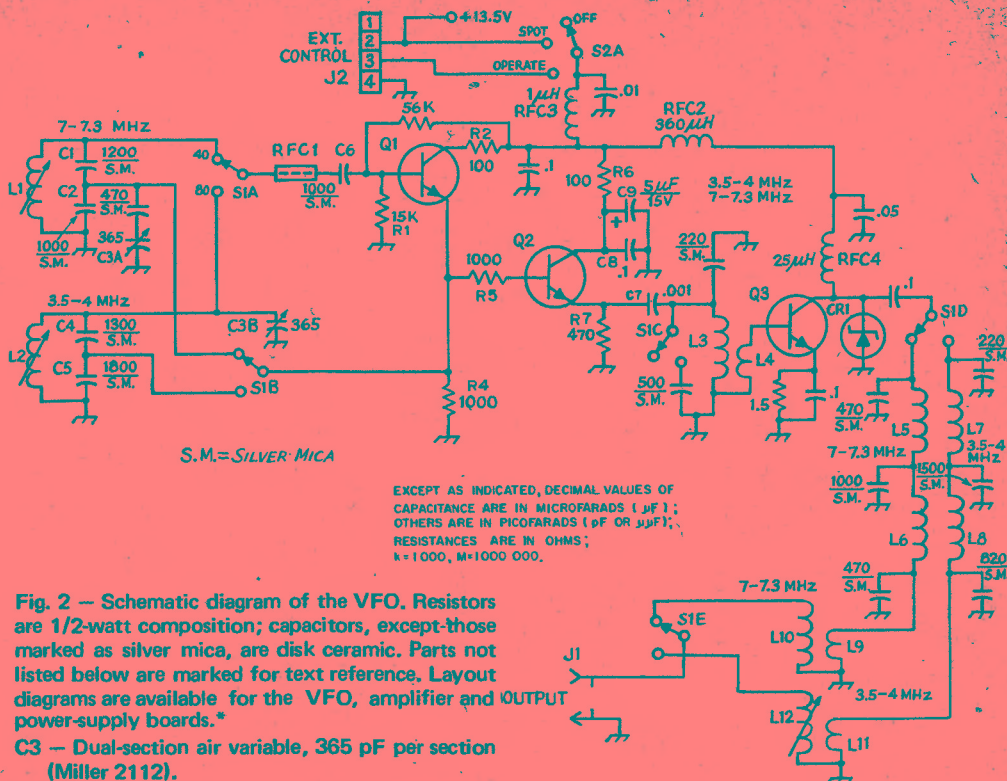 1
2
3
4
EXT.
CONTROL
J2
+13.5V
SPOT
OPERATE
OFF
S2A
.01
1µH
RFC3
RFC2
360µH
56K
Q1
R2
100
.1
R6
100
C9
5µF
15V
+
C8
.1
3.5-4 MHz
7-7.3 MHz
.05
25µH
RFC4
7-7.3 MHz
C1
1200
S.M.
L1
C2
470
S.M.
1000
S.M.
365
C3A
40
80
S1A
RFC1
C6
1000
S.M.
15K
R1
Q2
1000
R5
C7
.001
R7
470
220
S.M.
S1C
L3
500
S.M.
L4
Q3
CR1
.1
S1D
1.5
.1
220
S.M.
470
S.M.
L5
L7
7-7.3 MHz
3.5-4
MHz
1000
S.M.
1500
S.M.
L6
L8
470
S.M.
820
S.M.
3.5-4 MHz
C4
1300
S.M.
L2
C5
1800
S.M.
C3B
365
S1B
R4
1000
S.M.=SILVER MICA
EXCEPT AS INDICATED, DECIMAL VALUES OF
CAPACITANCE ARE IN MICROFARADS ( µF ) ;
OTHERS ARE IN PICOFARADS ( pF OR µµF);
RESISTANCES ARE IN OHMS;
k=1000, M=1000 000.
7-7.3 MHz
S1E
L10
L9
J1
OUTPUT
3.5-4 MHz
L12
L11
Fig. 2 — Schematic diagram of the VFO. Resistors
are 1/2-watt composition; capacitors, except those
marked as silver mica, are disk ceramic. Parts not
listed below are marked for text reference. Layout
diagrams are available for the VFO, amplifier and
power-supply boards.*
C3 — Dual-section air variable, 365 pF per section
(Miller 2112).